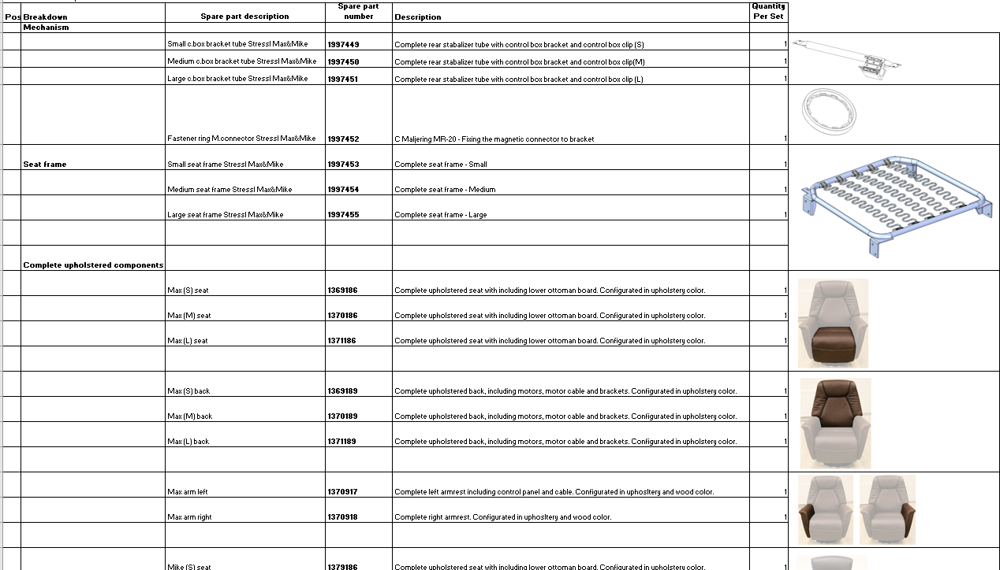 Pos Breakdown Spare part description Spare part number Description Quantity Per Set
Mechanism
Small c.box bracket tube Stressl Max&Mike 1997449 Complete rear stabalizer tube with control box bracket and control box clip (S) 1
Medium c.box bracket tube Stressl Max&Mike 1997450 Complete rear stabalizer tube with control box bracket and control box clip(M) 1
Large c.box bracket tube Stressl Max&Mike 1997451 Complete rear stabalizer tube with control box bracket and control box clip (L) 1
Fastener ring M.connector Stressl Max&Mike 1997452 C Maljering MR-20 - Fixing the magnetic connector to bracket 1
Seat frame Small seat frame Stressl Max&Mike 1997453 Complete seat frame - Small 1
Medium seat frame Stressl Max&Mike 1997454 Complete seat frame - Medium 1
Large seat frame Stressl Max&Mike 1997455 Complete seat frame - Large 1
Complete upholstered components
Max (S) seat 1369186 Complete upholstered seat with including lower ottoman board. Configurated in upholstery color. 1
Max (M) seat 1370186 Complete upholstered seat with including lower ottoman board. Configurated in upholstery color. 1
Max (L) seat 1371186 Complete upholstered seat with including lower ottoman board. Configurated in upholstery color. 1
Max (S) back 1369189 Complete upholstered back, including motors, motor cable and brackets. Configurated in upholstery color. 1
Max (M) back 1370189 Complete upholstered back, including motors, motor cable and brackets. Configurated in upholstery color. 1
Max (L) back 1371189 Complete upholstered back, including motors, motor cable and brackets. Configurated in upholstery color. 1
Max arm left 1370917 Complete left armrest including control panel and cable. Configurated in uphosltery and wood color. 1
Max arm right 1370918 Complete right armrest. Configurated in uphosltery and wood color. 1
Mike (S) seat 1379186 Complete upholstered seat with including lower ottoman board. Configurated in upholstery color. 1